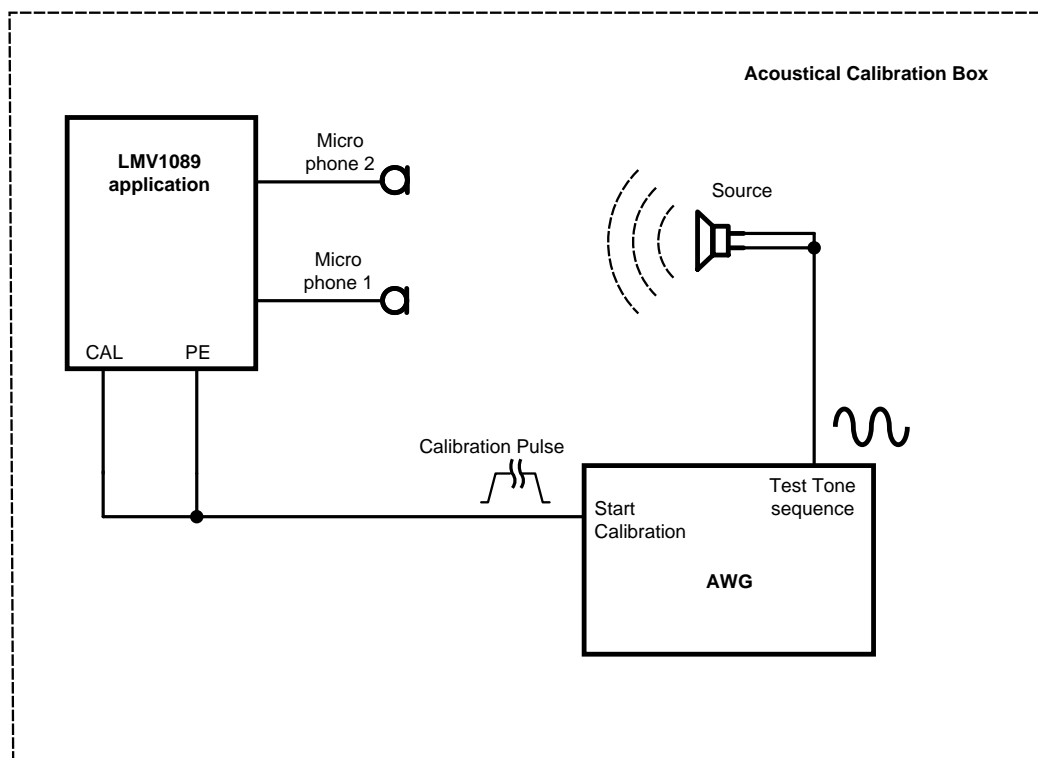 Acoustical Calibration Box
LMV1089
application
Micro
phone 2
Source
Micro
phone 1
CAL PE
Calibration Pulse
Test Tone
sequence
Start
Calibration
AWG